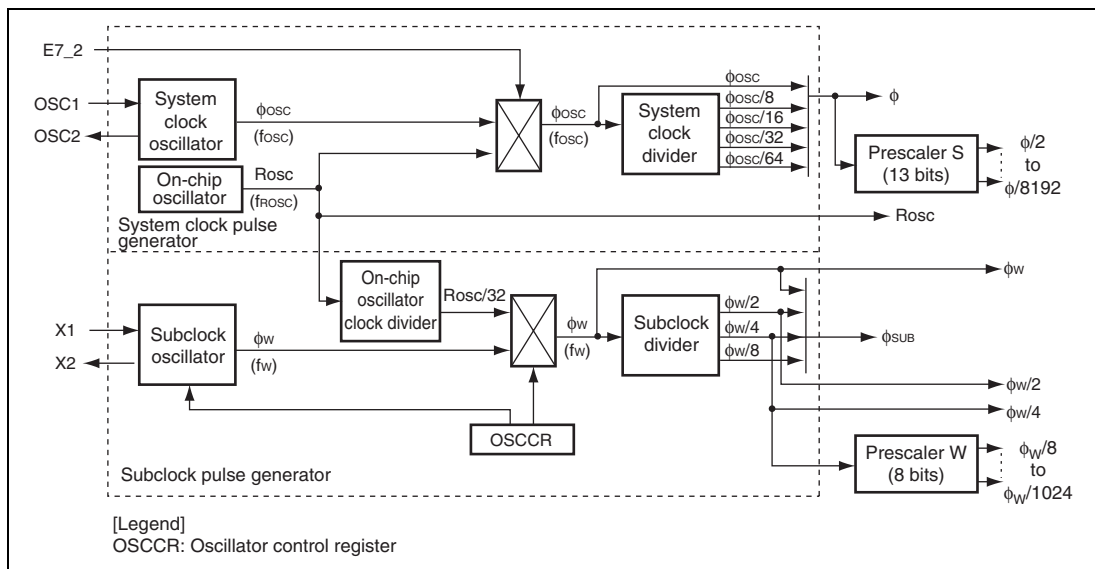 E7_2
OSC1
OSC2
System
clock
oscillator
φOSC
(fOSC)
On-chip
oscillator
Rosc
(fROSC)
System clock pulse
generator
φOSC
(fOSC)
System
clock
divider
φOSC
φOSC/8
φOSC/16
φOSC/32
φOSC/64
φ
Prescaler S
(13 bits)
φ/2
to
φ/8192
Rosc
On-chip
oscillator
clock divider
Rosc/32
X1
X2
Subclock
oscillator
φW
(fW)
φW
(fW)
Subclock
divider
φW/2
φW/4
φW/8
φW
φSUB
φW/2
φW/4
OSCCR
Prescaler W
(8 bits)
φW/8
to
φW/1024
Subclock pulse generator
[Legend]
OSCCR: Oscillator control register